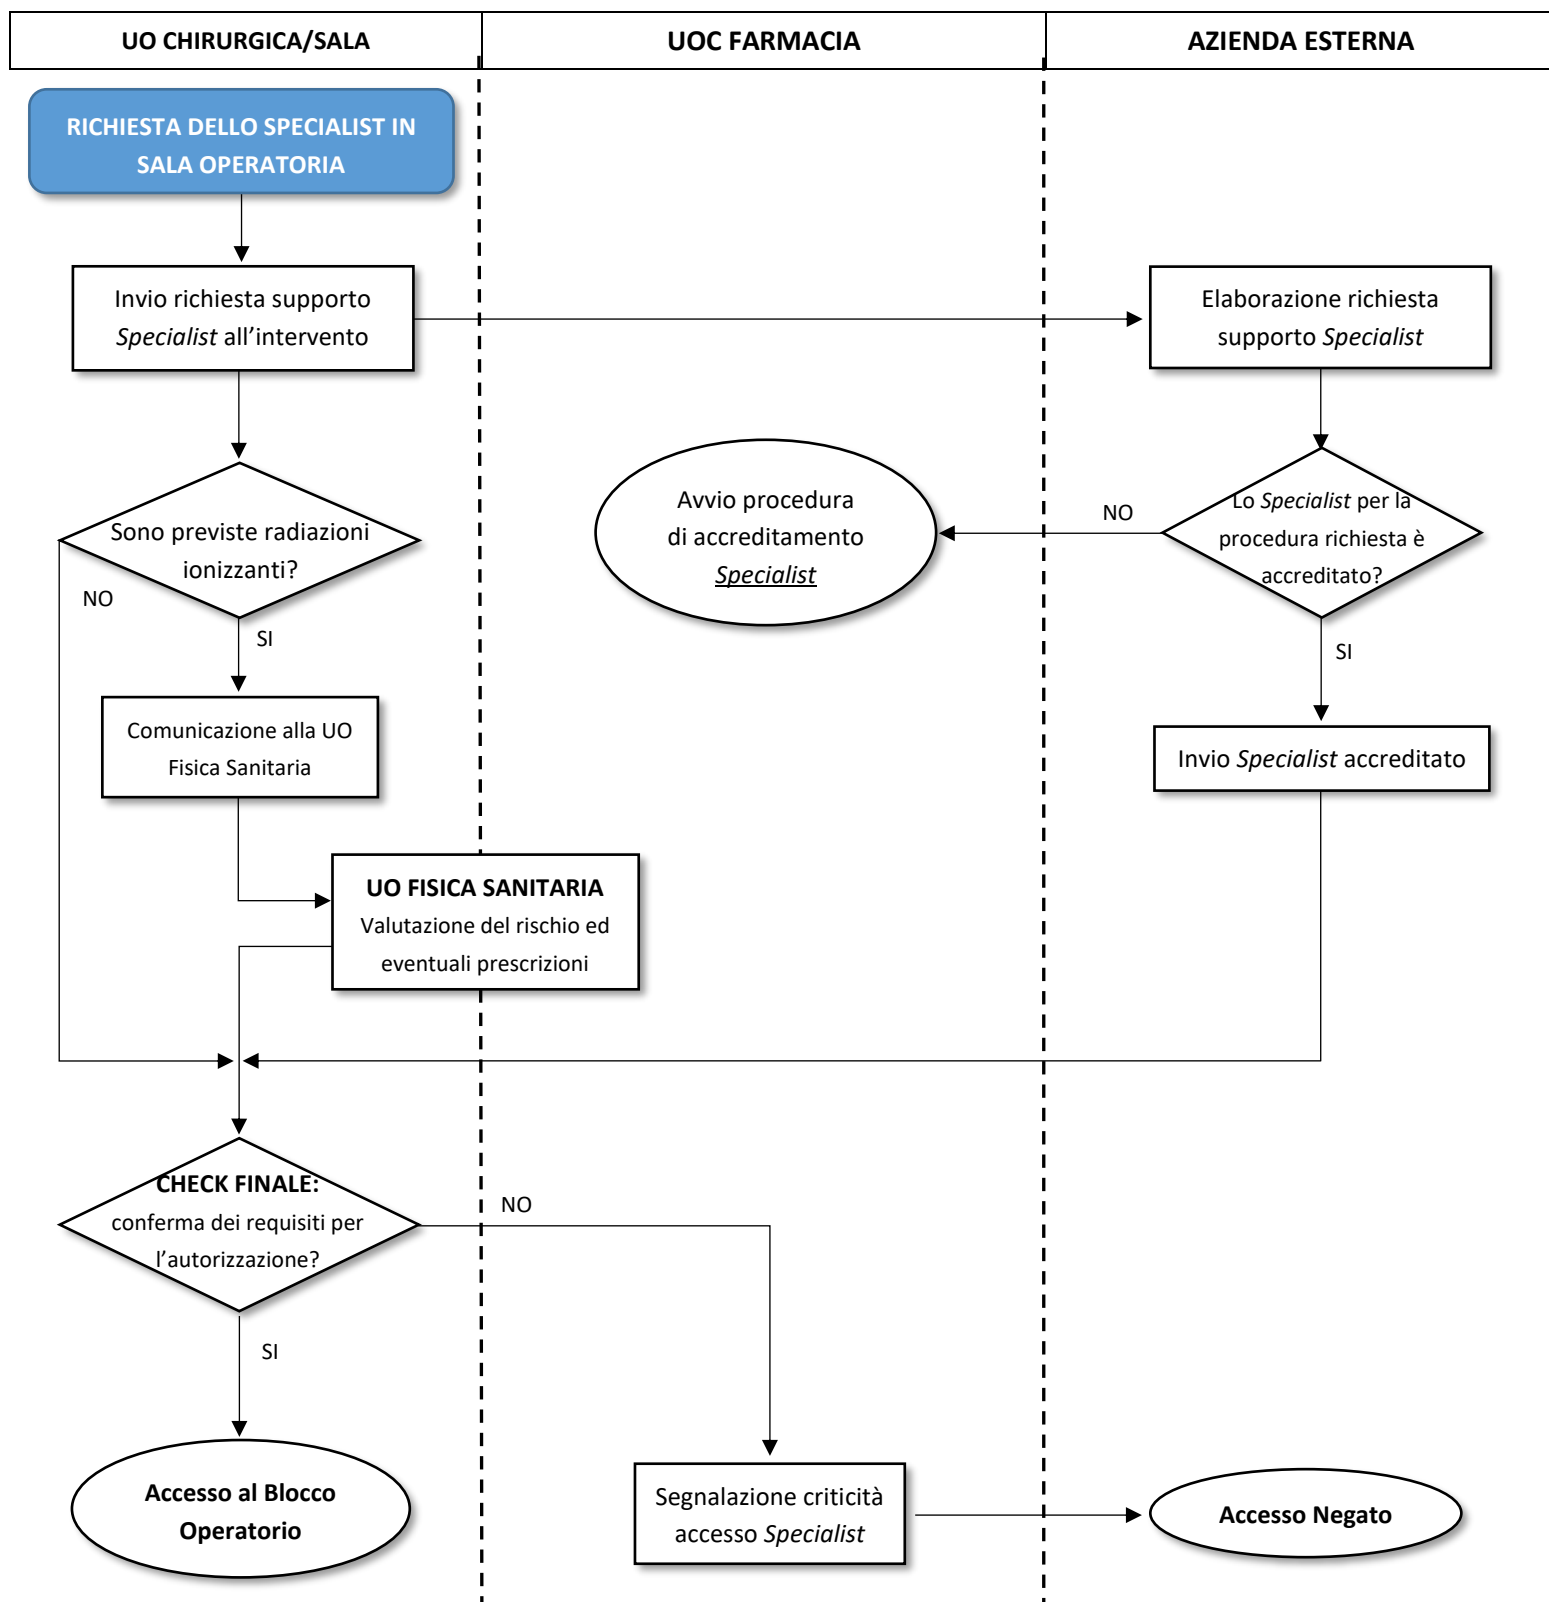 UO CHIRURGICA/SALA
UOC FARMACIA
AZIENDA ESTERNA
RICHIESTA DELLO SPECIALIST IN
SALA OPERATORIA
Invio richiesta supporto
Specialist all’intervento
Elaborazione richiesta
supporto Specialist
Sono previste radiazioni
ionizzanti?
NO
SI
Avvio procedura
di accreditamento
Specialist
NO
Lo Specialist per la
procedura richiesta è
accreditato?
SI
Comunicazione alla UO
Fisica Sanitaria
Invio Specialist accreditato
UO FISICA SANITARIA
Valutazione del rischio ed
eventuali prescrizioni
CHECK FINALE:
conferma dei requisiti per
l’autorizzazione?
NO
SI
Accesso al Blocco
Operatorio
Segnalazione criticità
accesso Specialist
Accesso Negato